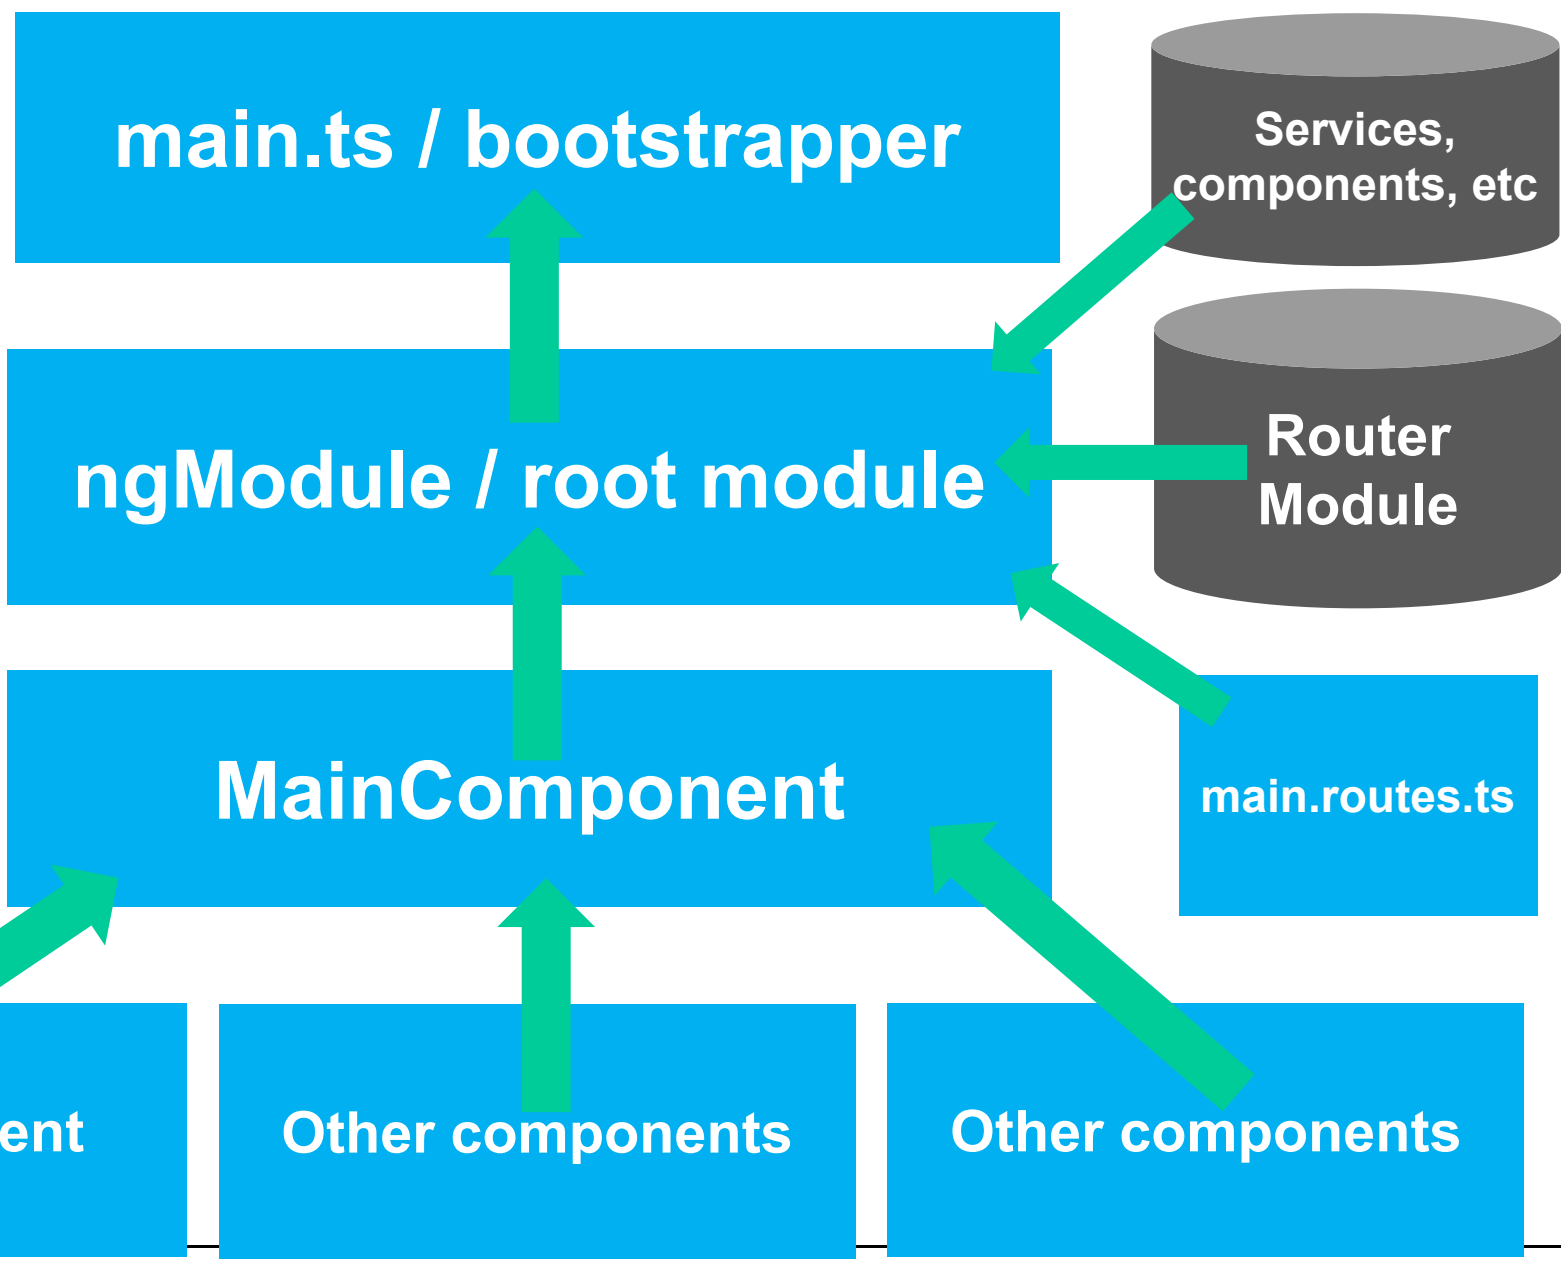 main.ts / bootstrapper
Services,
components, etc
ngModule / root module
Router
Module
MainComponent
main.routes.ts
ent
Other components
Other components